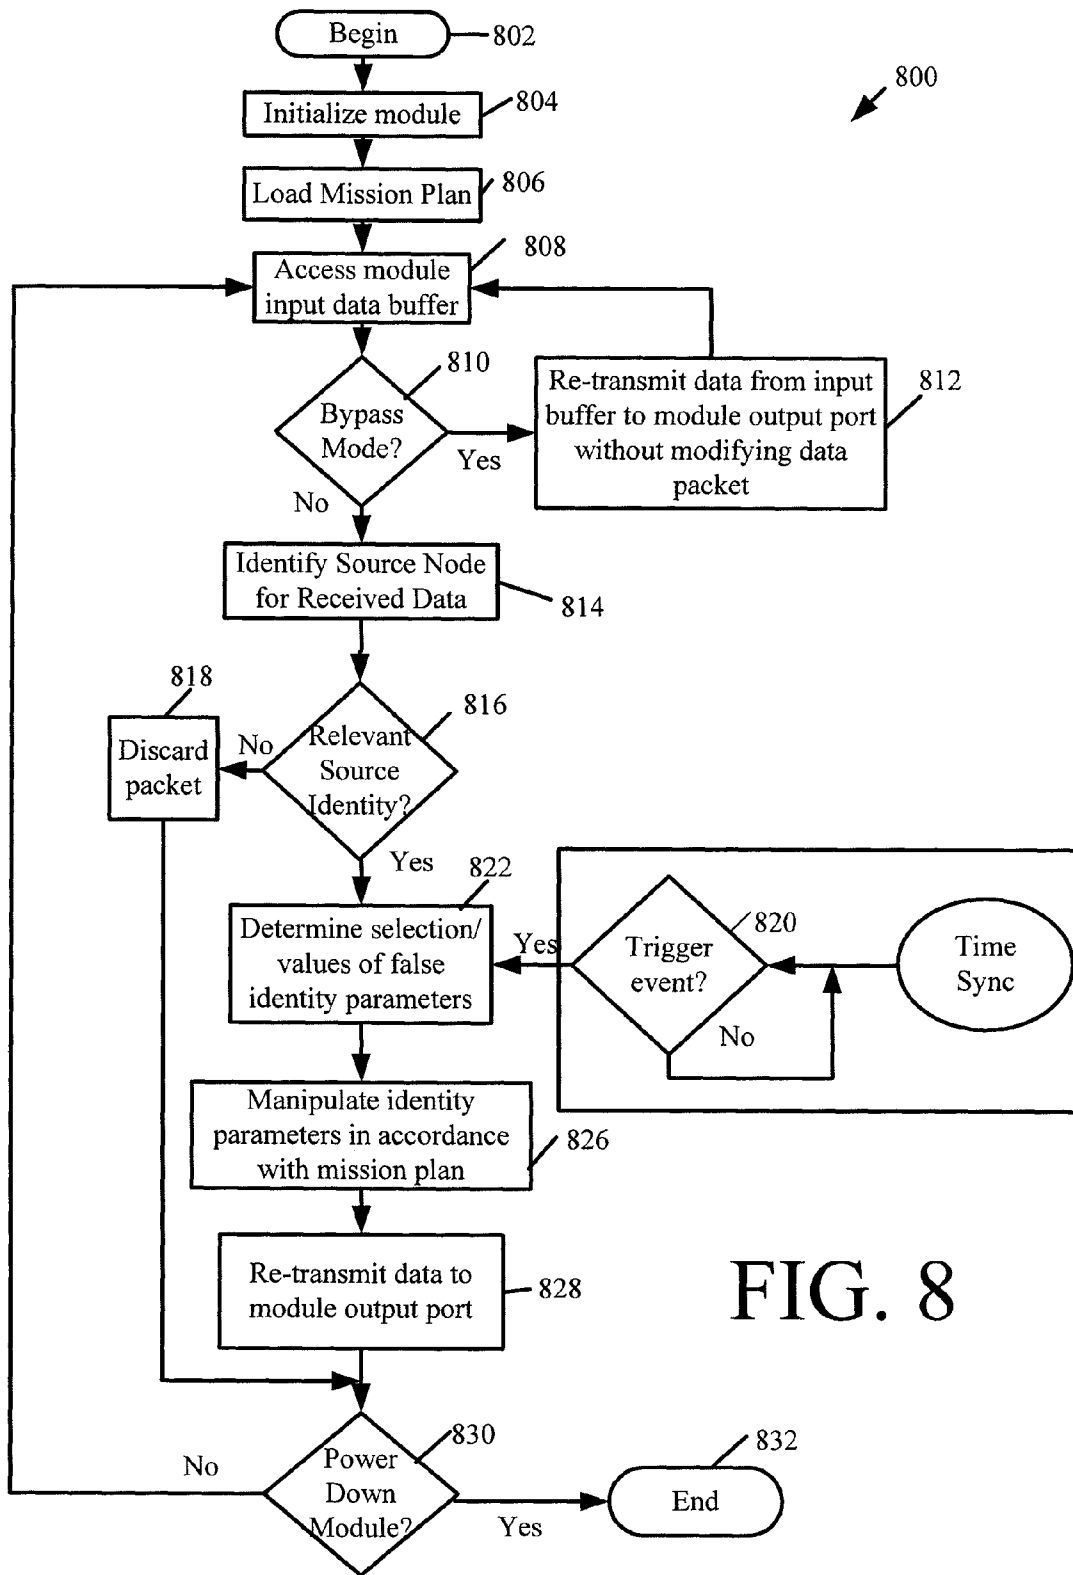 Begin
802
800
Initialize module
804
Load Mission Plan
806
Access module
input data buffer
808
Bypass
Mode?
810
Yes
No
Re-transmit data from input
buffer to module output port
without modifying data
packet
812
Identify Source Node
for Received Data
814
818
Discard
packet
No
Relevant
Source
Identity?
816
Yes
822
Determine selection/
values of false
identity parameters
Yes
Trigger
event?
820
No
Time
Sync
Manipulate identity
parameters in accordance
with mission plan
826
Re-transmit data to
module output port
828
FIG. 8
Power
Down
Module?
830
No
Yes
832
End